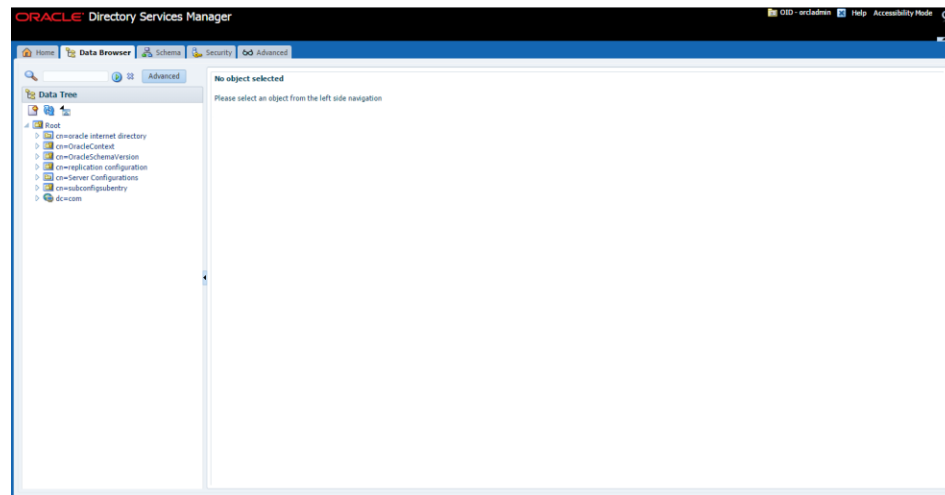 ORACLE Directory Services Manager
OID - orcladmin Help Accessibility Mode
Home Data Browser Schema Security Advanced
Advanced
No object selected
Data Tree
Please select an object from the left side navigation
Root
cn=oracle internet directory
cn=OracleContext
cn=OracleSchemaVersion
cn=replication configuration
cn=Server Configurations
cn=subconfigsubentry
dc=com